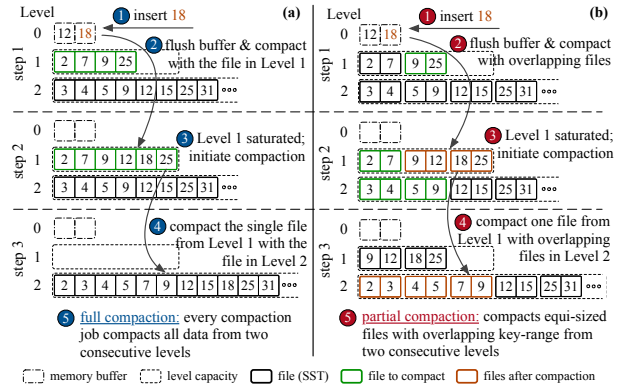 Level
(a)
step 1
0
12 18
1 insert 18
2 flush buffer & compact
with the file in Level 1
1
2 7 9 25
2
3 4 5 9 12 15 25 31 ...
step 2
0
3 Level 1 saturated;
initiate compaction
1
2 7 9 12 18 25
2
3 4 5 9 12 15 25 31 ...
step 3
0
4 compact the single file
from Level 1 with the
file in Level 2
1
2
2 3 4 5 7 9 12 15 18 25 31 ...
5 full compaction: every compaction
job compacts all data from two
consecutive levels
Level
(b)
step 1
0
12 18
1 insert 18
2 flush buffer & compact
with overlapping files
1
2 7 9 25
2
3 4 5 9 12 15 25 31 ...
step 2
0
3 Level 1 saturated;
initiate compaction
1
2 7 9 12 18 25
2
3 4 5 9 12 15 25 31 ...
step 3
0
4 compact one file from
Level 1 with overlapping
files in Level 2
1
9 12 18 25
2
2 3 4 5 7 9 12 15 25 31 ...
5 partial compaction: compacts equi-sized
files with overlapping key-range from
two consecutive levels
memory buffer level capacity file (SST) file to compact files after compaction